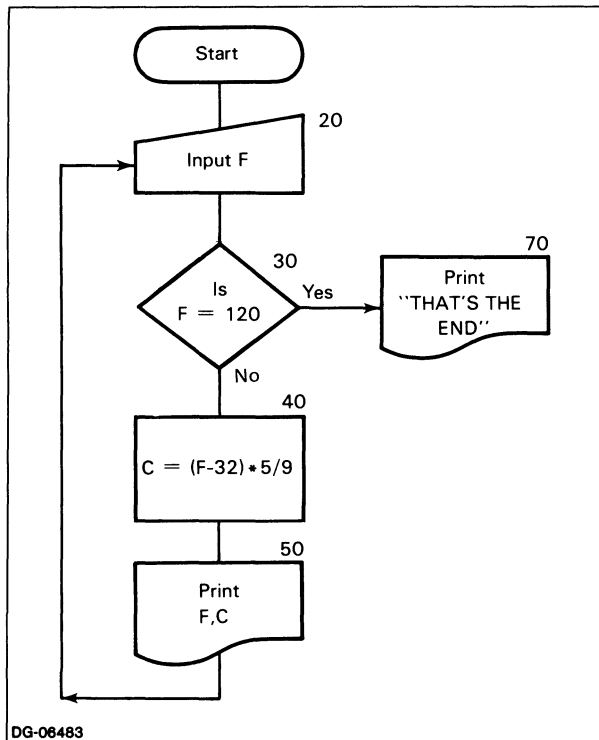 Start
20
Input F
30
Is
F = 120
Yes
70
Print
"THAT'S THE
END"
No
40
C = (F-32)*5/9
50
Print
F,C
DG-06483